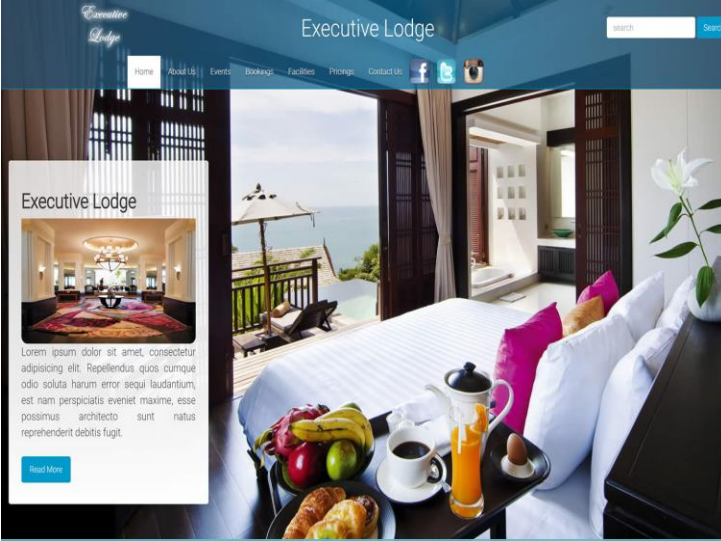 Executive
Lodge
Executive Lodge
search
Searc
Home About Us Events Bookings Facilities Pricings Contact Us
Executive Lodge
Lorem ipsum dolor sit amet, consectetur
adipisicing elit. Repellendus quos cumque
odio soluta harum error sequi laudantium,
est nam perspiciatis eveniet maxime, esse
possimus architecto sunt natus
reprehenderit debitis fugit.
Read More